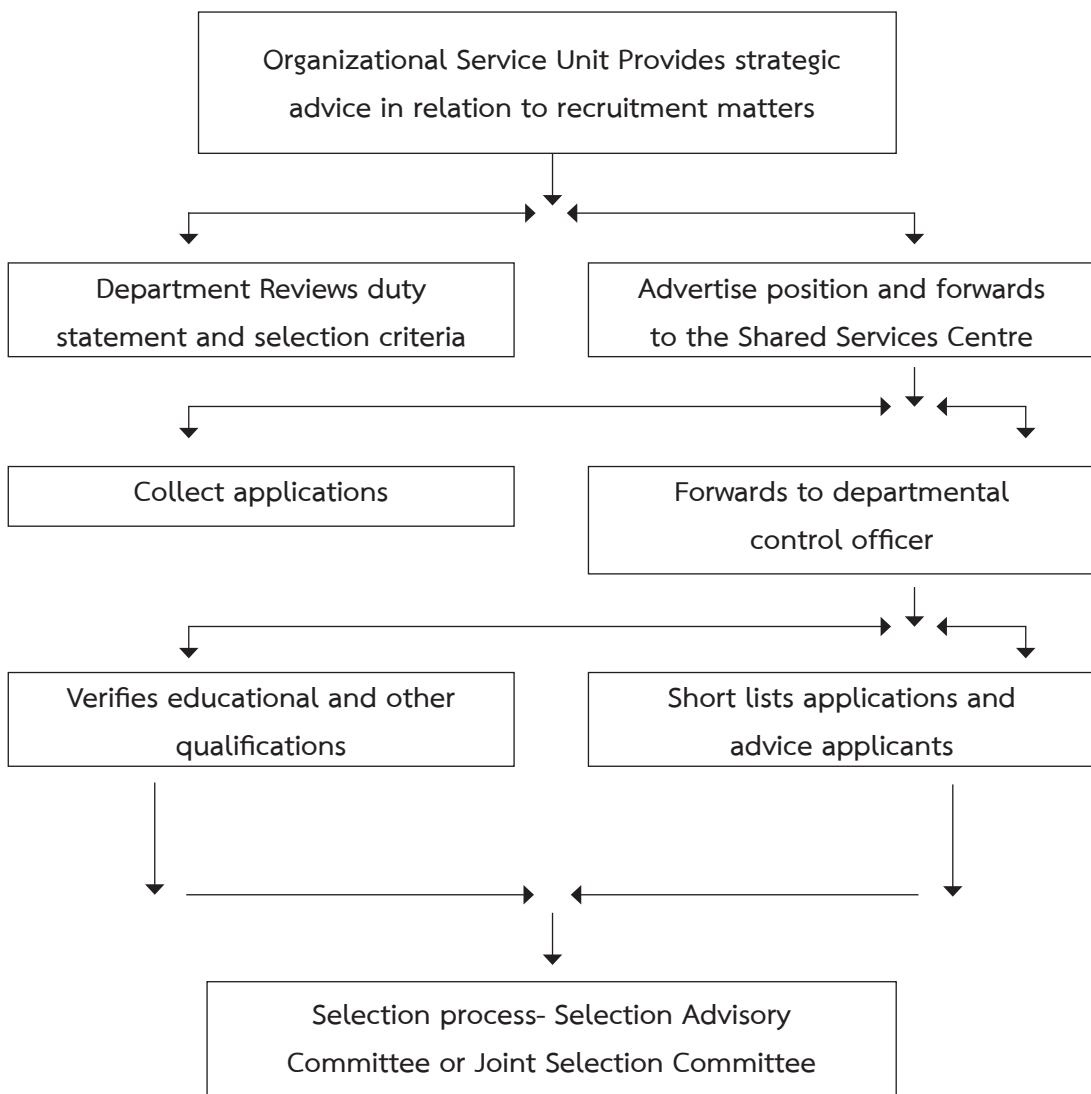 Organizational Service Unit Provides strategic
advice in relation to recruitment matters
Department Reviews duty
statement and selection criteria
Advertise position and forwards
to the Shared Services Centre
Collect applications
Forwards to departmental
control officer
Verifies educational and other
qualifications
Short lists applications and
advice applicants
Selection process- Selection Advisory
Committee or Joint Selection Committee